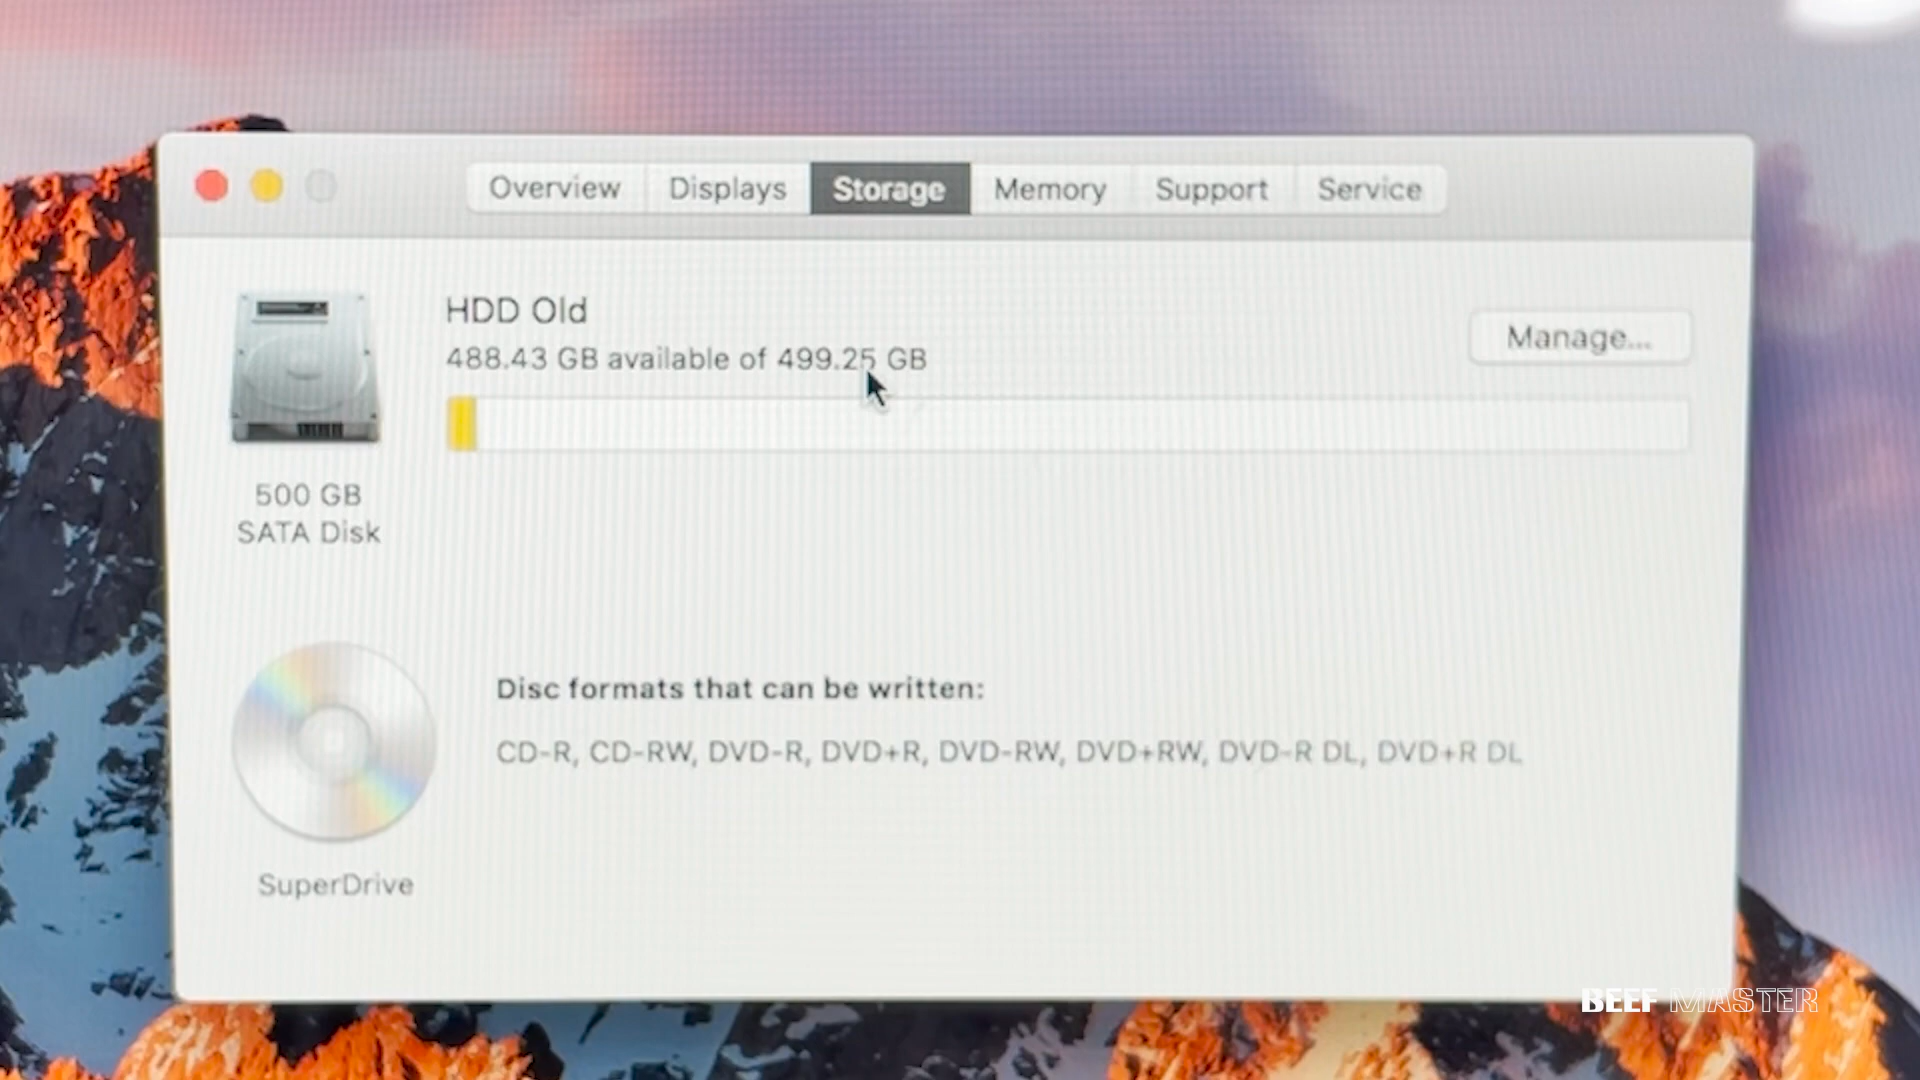 Overview Displays Storage Memory Support Service
HDD Old
488.43 GB available of 499.25 GB
Manage...
500 GB
SATA Disk
Disc formats that can be written:
CD-R, CD-RW, DVD-R, DVD+R, DVD-RW, DVD+RW, DVD-R DL, DVD+R DL
SuperDrive
BEEF MASTER